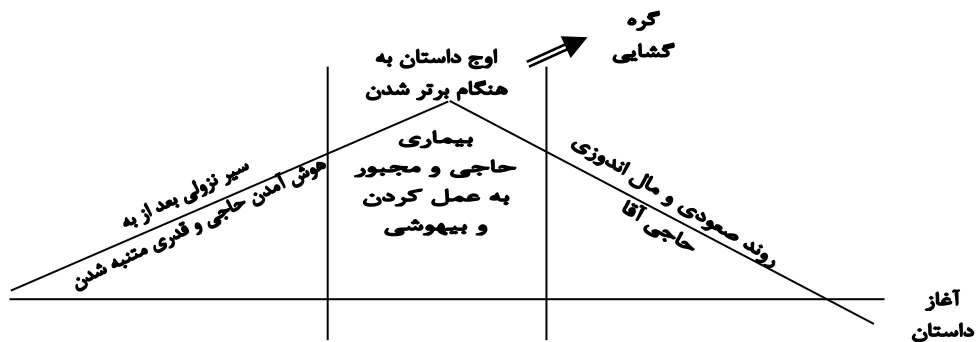 گره
گشایی
اوج داستان به
هنگام برتر شدن
بیماری
حاجی و مجبور
به عمل کردن
و بیهوشی
روند صعودی و مال اندوزی
حاجی آقا
سیر نزولی بعد از به
هوش آمدن حاجی و قدری متنبه شدن
آغاز
داستان